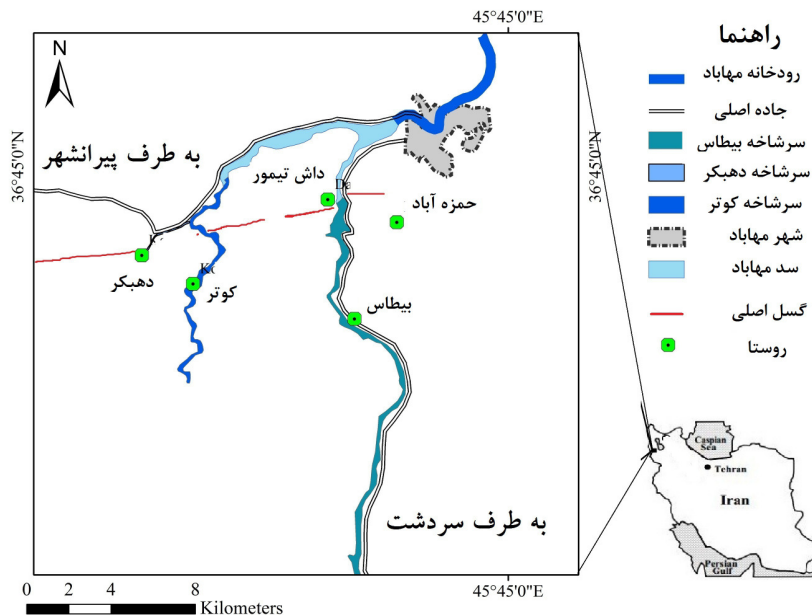 45°45'0"E
36°45'0"N
N
به طرف پیرانشهر
داش تیمور
Da
حمزه آباد
دهبکر
K
کوتر
Ko
بیطاس
به طرف سردشت
36°45'0"N
45°45'0"E
0 2 4 8
Kilometers
راهنما
رودخانه مهاباد
جاده اصلی
سرشاخه بیطاس
سرشاخه دهبکر
سرشاخه کوتر
شهر مهاباد
سد مهاباد
گسل اصلی
روستا
Caspian
Sea
Tehran
Iran
Persian
Gulf